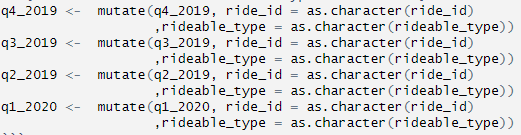 q4_2019 <-  mutate(q4_2019, ride_id = as.character(ride_id)
                   ,rideable_type = as.character(rideable_type))
q3_2019 <-  mutate(q3_2019, ride_id = as.character(ride_id)
                   ,rideable_type = as.character(rideable_type))
q2_2019 <-  mutate(q2_2019, ride_id = as.character(ride_id)
                   ,rideable_type = as.character(rideable_type))
q1_2020 <-  mutate(q1_2020, ride_id = as.character(ride_id)
                   ,rideable_type = as.character(rideable_type))